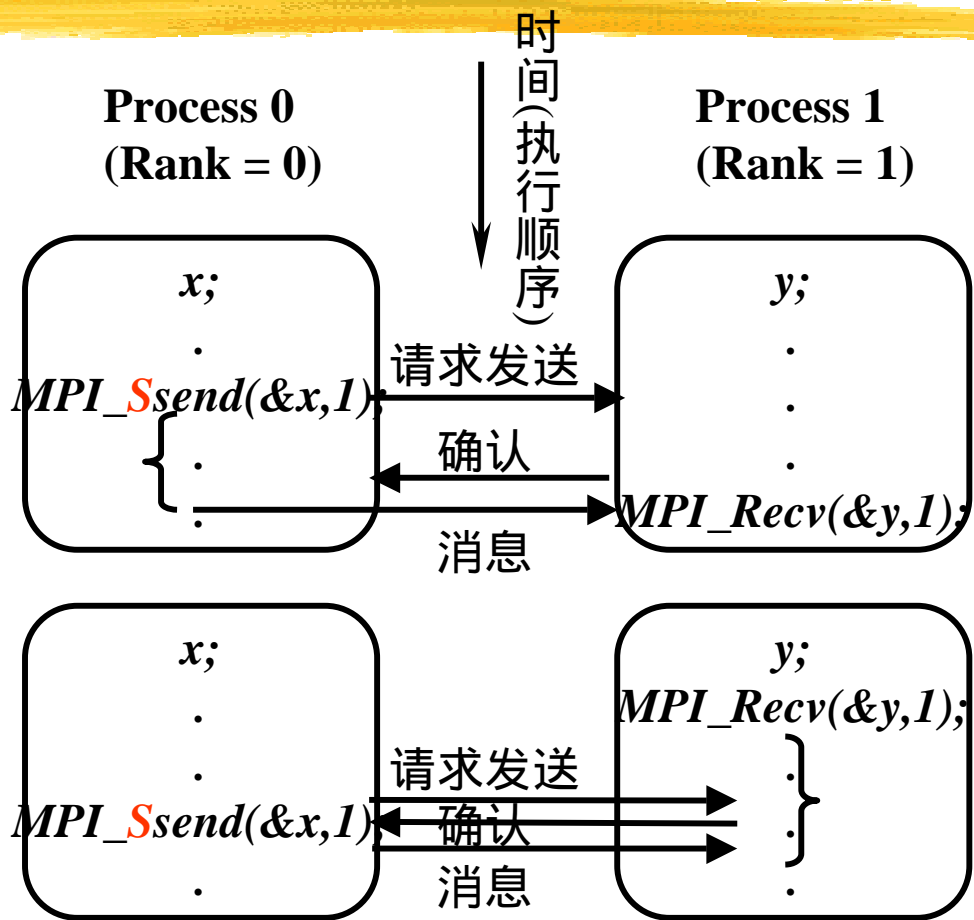 时间(执行顺序)
Process 0
(Rank = 0)
Process 1
(Rank = 1)
x;
.
MPI_Ssend(&x,1);
.
.
请求发送
确认
消息
y;
.
.
.
MPI_Recv(&y,1);
x;
.
.
MPI_Ssend(&x,1);
.
请求发送
确认
消息
y;
MPI_Recv(&y,1);
.
.
.